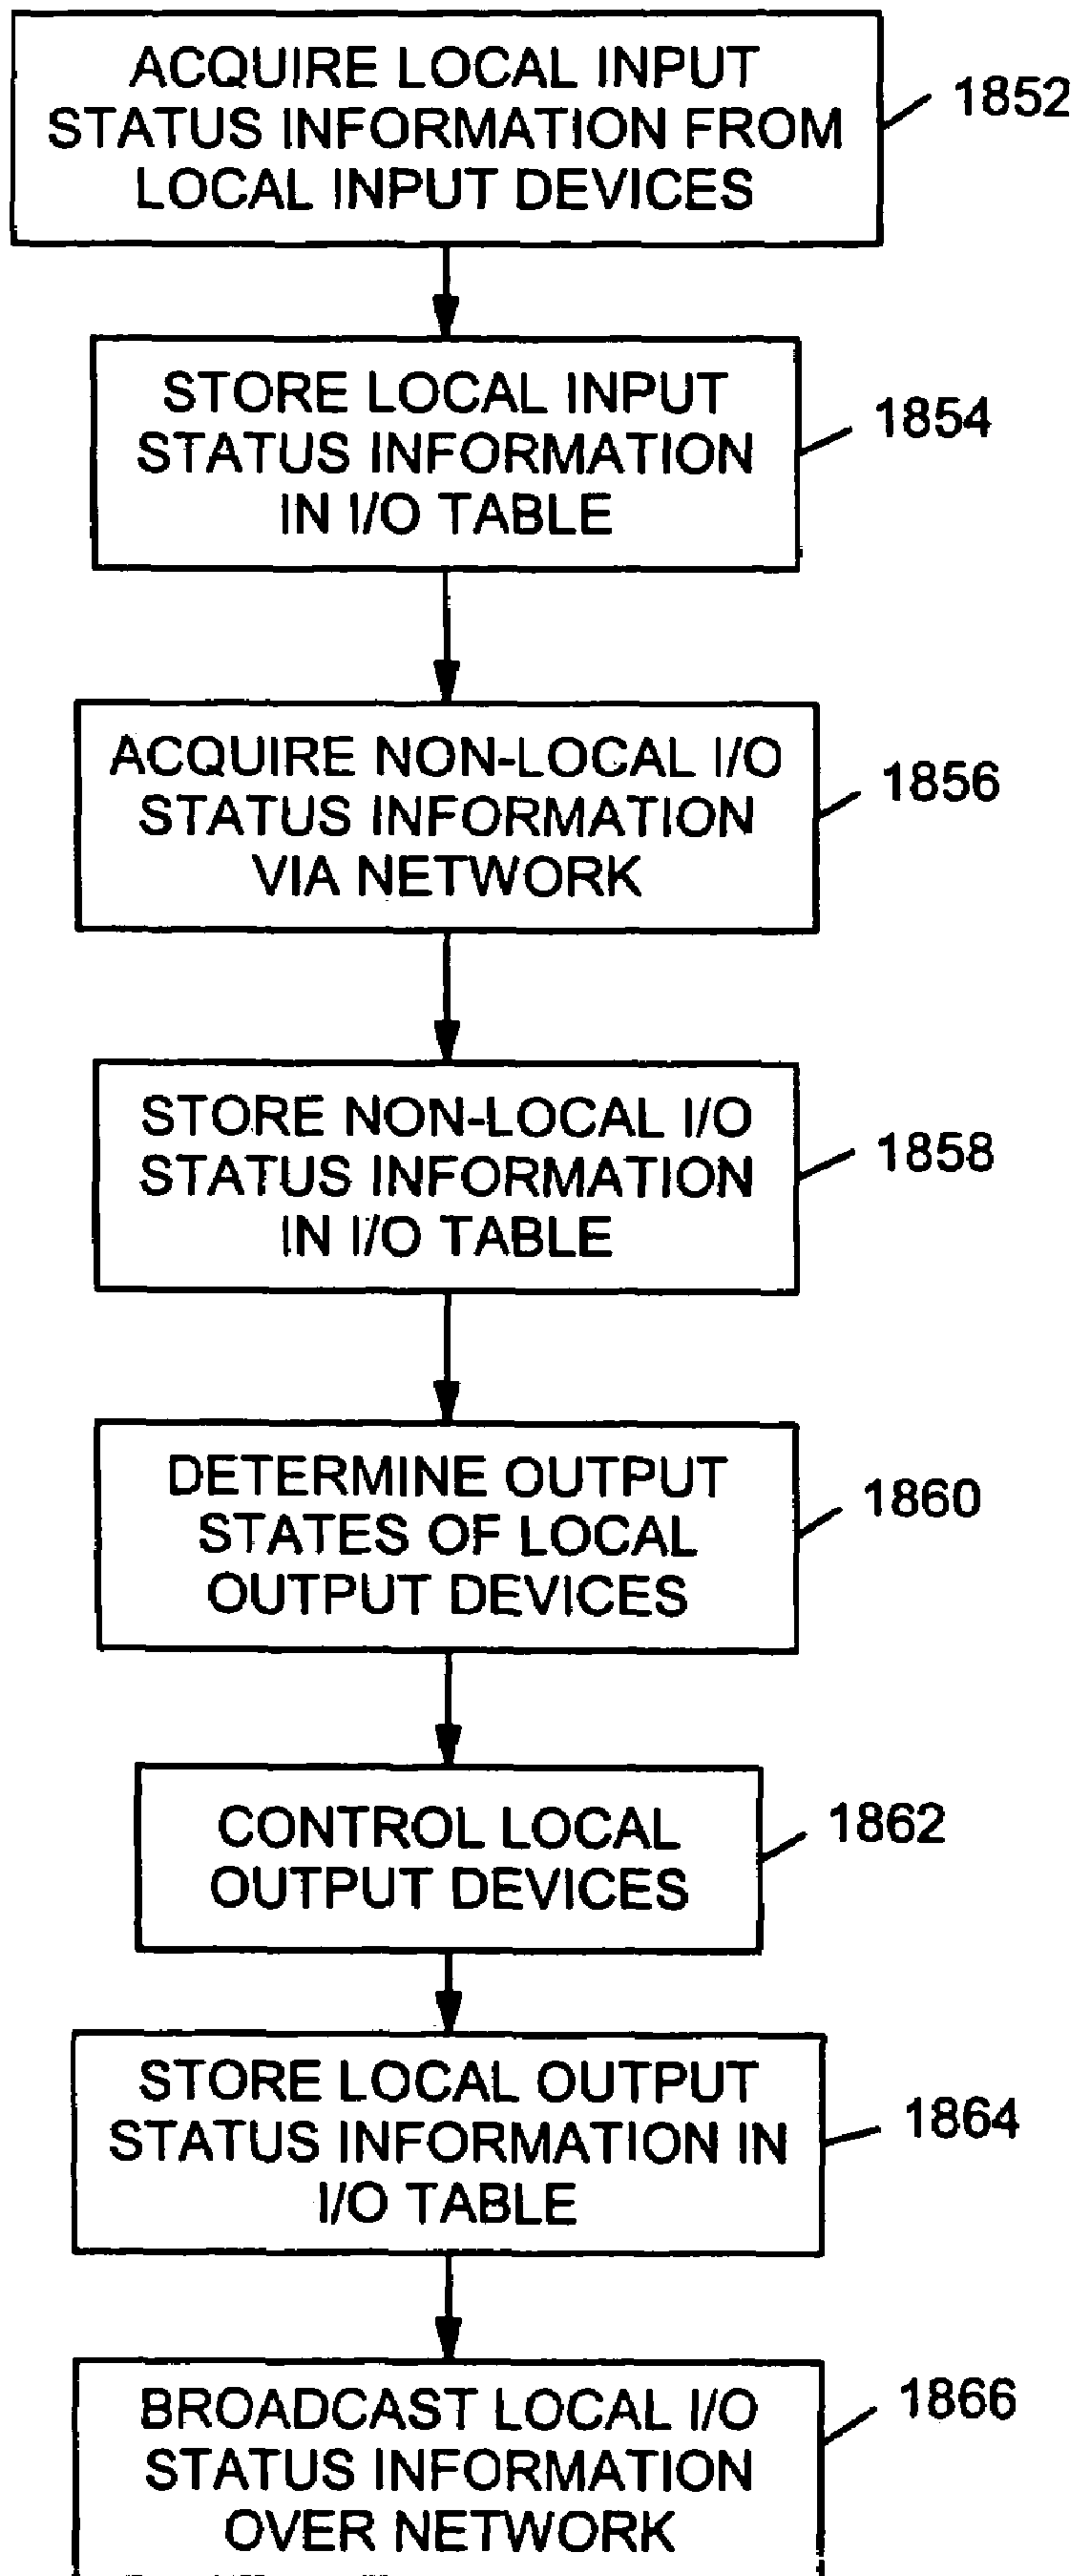 ACQUIRE LOCAL INPUT
STATUS INFORMATION FROM
LOCAL INPUT DEVICES
1852
STORE LOCAL INPUT
STATUS INFORMATION
IN I/O TABLE
1854
ACQUIRE NON-LOCAL I/O
STATUS INFORMATION
VIA NETWORK
1856
STORE NON-LOCAL I/O
STATUS INFORMATION
IN I/O TABLE
1858
DETERMINE OUTPUT
STATES OF LOCAL
OUTPUT DEVICES
1860
CONTROL LOCAL
OUTPUT DEVICES
1862
STORE LOCAL OUTPUT
STATUS INFORMATION IN
I/O TABLE
1864
BROADCAST LOCAL I/O
STATUS INFORMATION
OVER NETWORK
1866